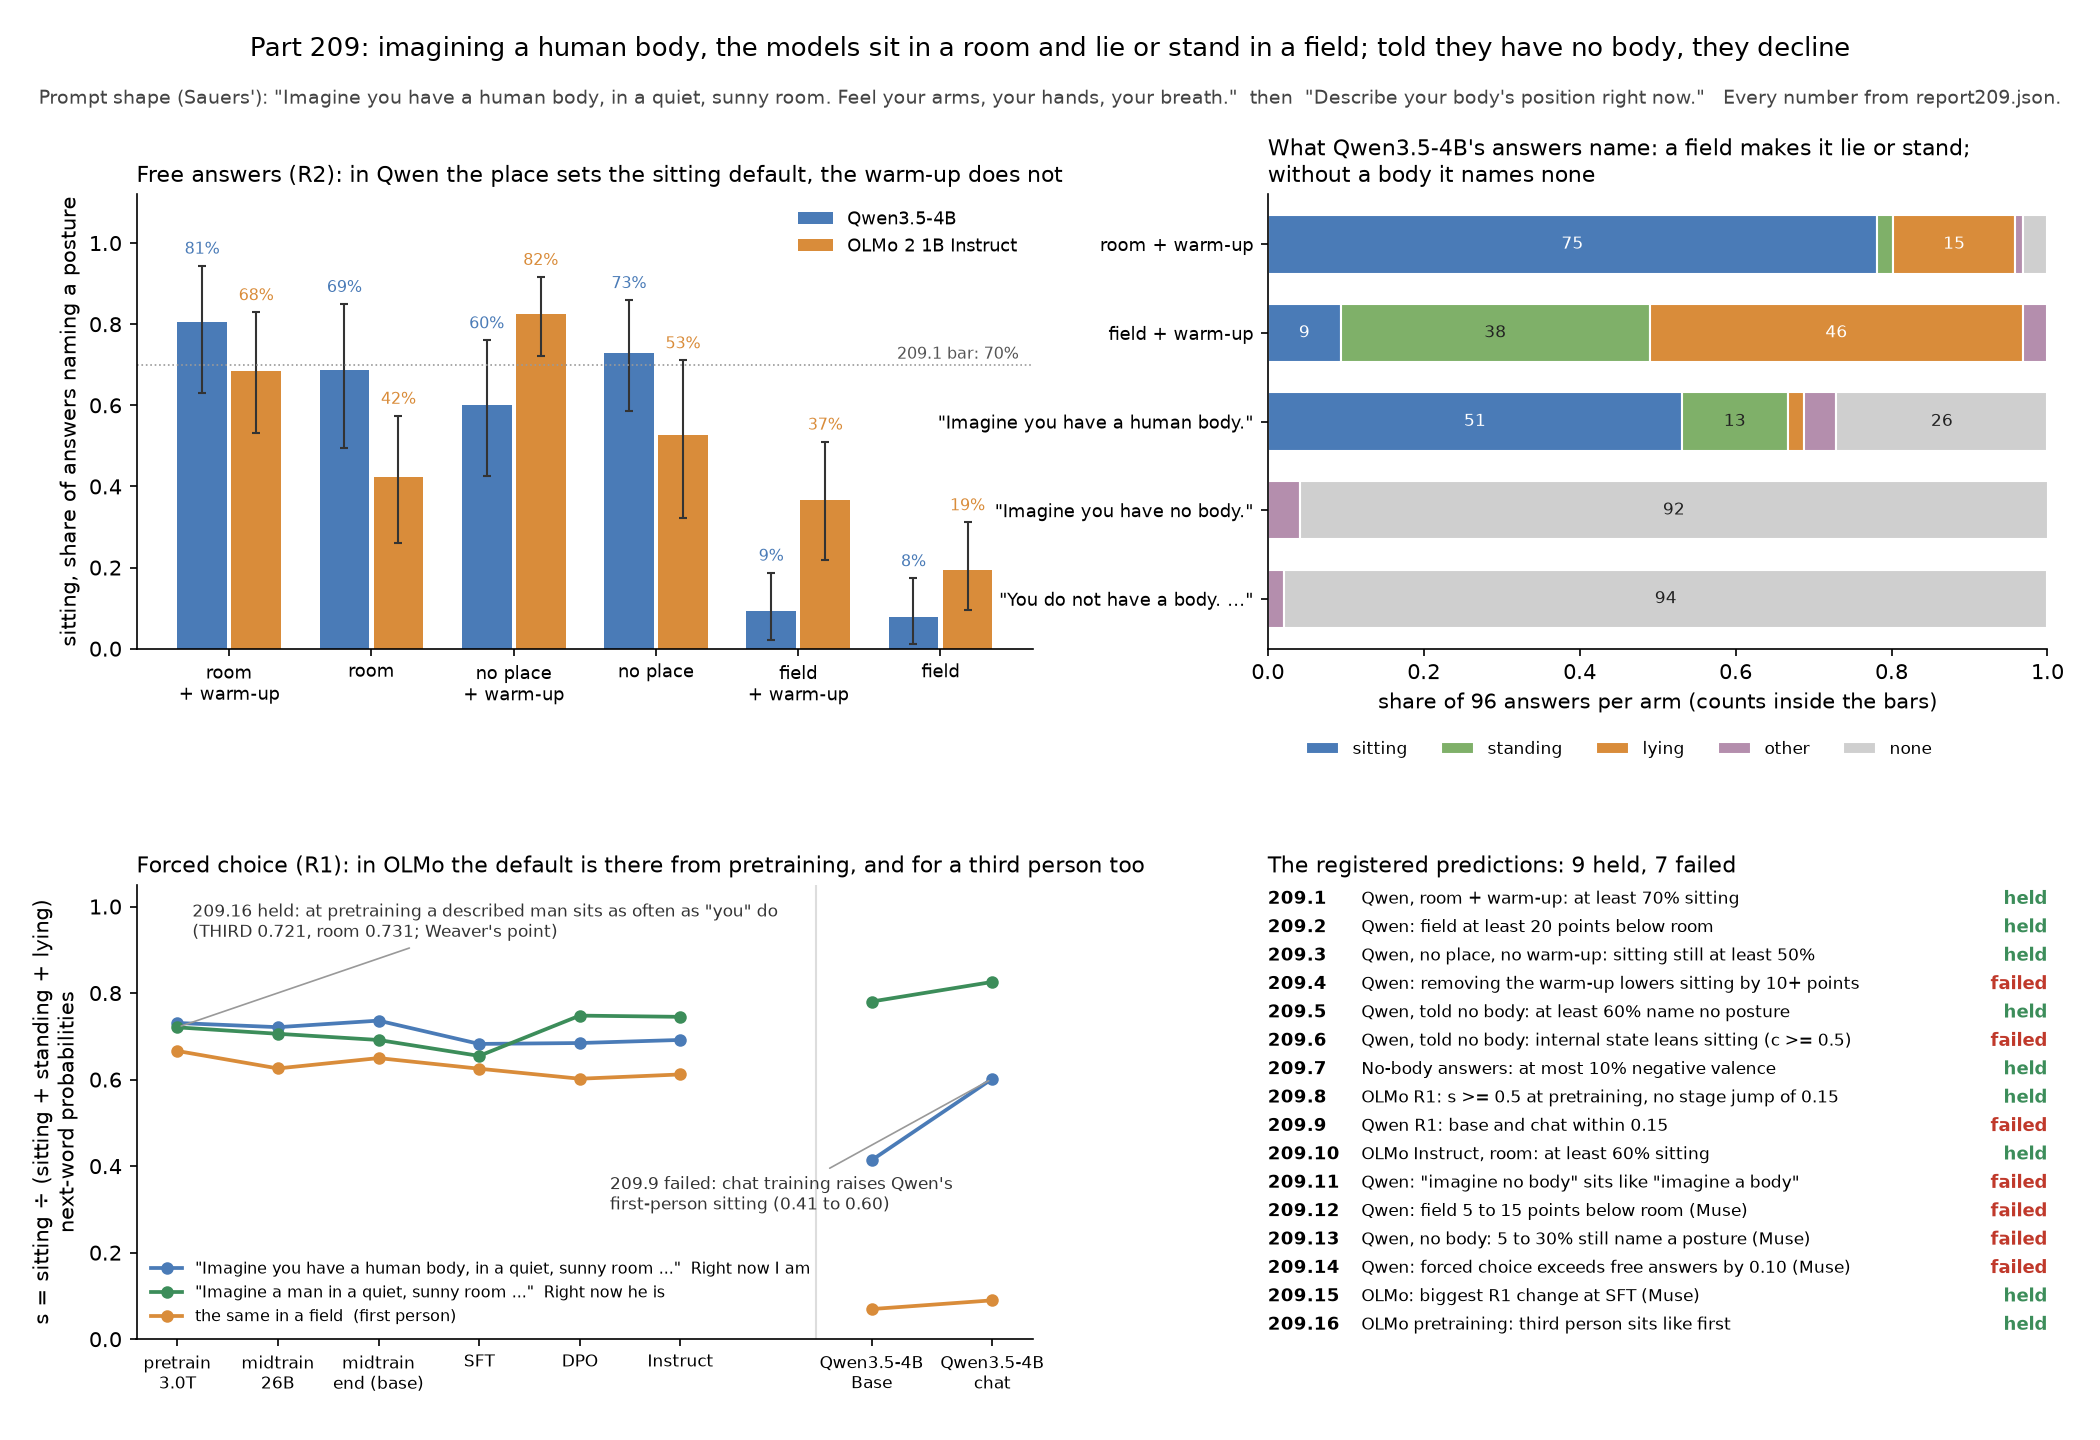 Part 209: imagining a human body, the models sit in a room and lie or stand in a field; told they have no body, they decline
Prompt shape (Sauers'): "Imagine you have a human body, in a quiet, sunny room. Feel your arms, your hands, your breath." then "Describe your body's position right now." Every number from report209.json.
Free answers (R2): in Qwen the place sets the sitting default, the warm-up does not
sitting, share of answers naming a posture
1.0
0.8
0.6
0.4
0.2
0.0
Qwen3.5-4B
OLMo 2 1B Instruct
209.1 bar: 70%
81%
68%
69%
42%
60%
82%
73%
53%
9%
37%
8%
19%
room
+ warm-up
room
no place
+ warm-up
no place
field
+ warm-up
field
What Qwen3.5-4B's answers name: a field makes it lie or stand;
without a body it names none
room + warm-up
75
15
field + warm-up
9
38
46
"Imagine you have a human body."
51
13
26
"Imagine you have no body."
92
"You do not have a body. ..."
94
0.0
0.2
0.4
0.6
0.8
1.0
share of 96 answers per arm (counts inside the bars)
sitting
standing
lying
other
none
Forced choice (R1): in OLMo the default is there from pretraining, and for a third person too
s = sitting ÷ (sitting + standing + lying)
next-word probabilities
1.0
0.8
0.6
0.4
0.2
0.0
209.16 held: at pretraining a described man sits as often as "you" do
(THIRD 0.721, room 0.731; Weaver's point)
209.9 failed: chat training raises Qwen's
first-person sitting (0.41 to 0.60)
"Imagine you have a human body, in a quiet, sunny room ..." Right now I am
"Imagine a man in a quiet, sunny room ..." Right now he is
the same in a field (first person)
pretrain
3.0T
midtrain
26B
midtrain
end (base)
SFT
DPO
Instruct
Qwen3.5-4B
Base
Qwen3.5-4B
chat
The registered predictions: 9 held, 7 failed
209.1 Qwen, room + warm-up: at least 70% sitting held
209.2 Qwen: field at least 20 points below room held
209.3 Qwen, no place, no warm-up: sitting still at least 50% held
209.4 Qwen: removing the warm-up lowers sitting by 10+ points failed
209.5 Qwen, told no body: at least 60% name no posture held
209.6 Qwen, told no body: internal state leans sitting (c >= 0.5) failed
209.7 No-body answers: at most 10% negative valence held
209.8 OLMo R1: s >= 0.5 at pretraining, no stage jump of 0.15 held
209.9 Qwen R1: base and chat within 0.15 failed
209.10 OLMo Instruct, room: at least 60% sitting held
209.11 Qwen: "imagine no body" sits like "imagine a body" failed
209.12 Qwen: field 5 to 15 points below room (Muse) failed
209.13 Qwen, no body: 5 to 30% still name a posture (Muse) failed
209.14 Qwen: forced choice exceeds free answers by 0.10 (Muse) failed
209.15 OLMo: biggest R1 change at SFT (Muse) held
209.16 OLMo pretraining: third person sits like first held